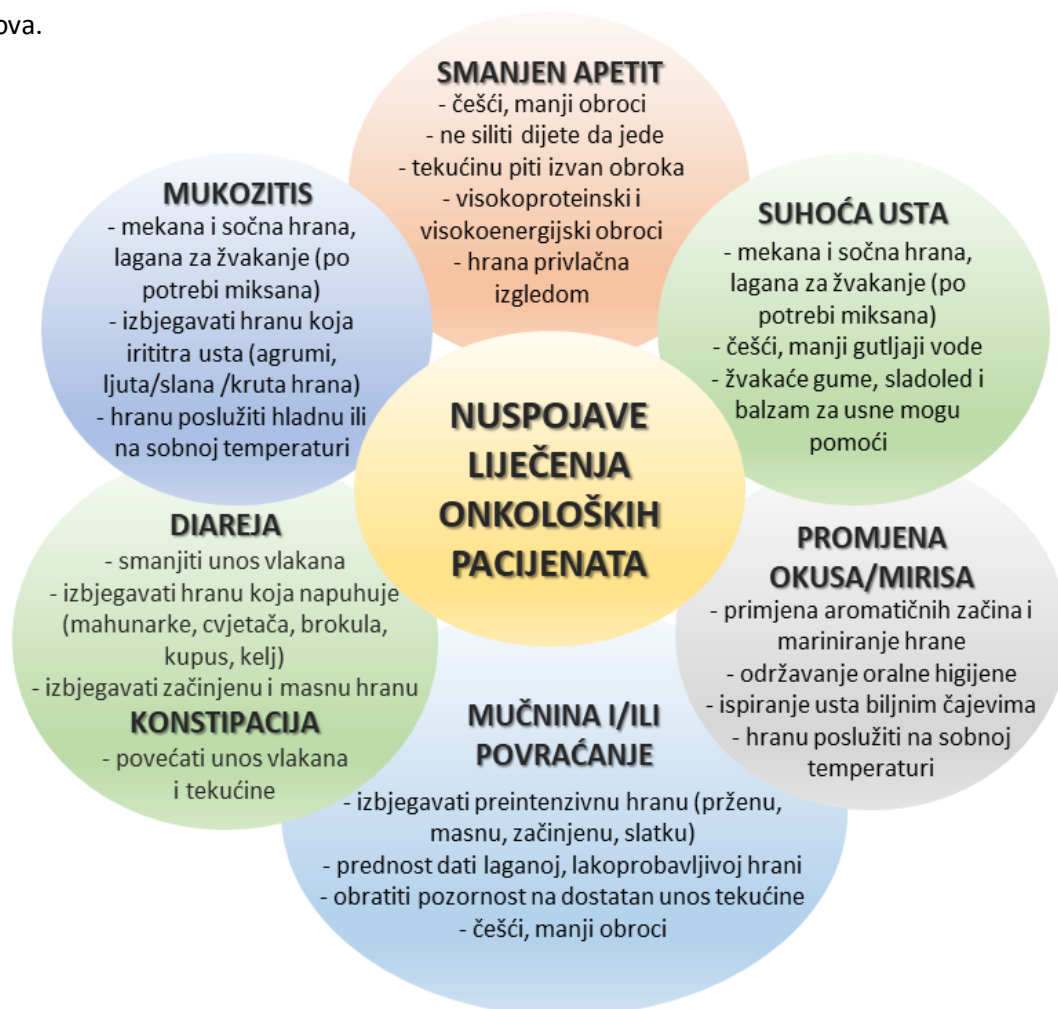 ova.
SMANJEN APETIT
- češći, manji obroci
- ne siliti dijete da jede
- tekućinu piti izvan obroka
- visokoproteinski i
visokoenergijski obroci
- hrana privlačna
izgledom
MUKOZITIS
- mekana i sočna hrana,
lagana za žvakanje (po
potrebi miksana)
- izbjegavati hranu koja
irititra usta (agrumi,
ljuta/slana /kruta hrana)
- hranu poslužiti hladnu ili
na sobnoj temperaturi
SUHOĆA USTA
- mekana i sočna hrana,
lagana za žvakanje (po
potrebi miksana)
- češći, manji gutljaji vode
- žvakaće gume, sladoled i
balzam za usne mogu
pomoći
NUSPOJAVE
LIJEČENJA
ONKOLOŠKIH
PACIJENATA
DIAREJA
- smanjiti unos vlakana
- izbjegavati hranu koja napuhuje
(mahunarke, cvjetača, brokula,
kupus, kelj)
- izbjegavati začinjenu i masnu hranu
KONSTIPACIJA
- povećati unos vlakana
i tekućine
PROMJENA
OKUSA/MIRISA
- primjena aromatičnih začina i
mariniranje hrane
- održavanje oralne higijene
- ispiranje usta biljnim čajevima
- hranu poslužiti na sobnoj
temperaturi
MUČNINA I/ILI
POVRAĆANJE
- izbjegavati preintenzivnu hranu (prženu,
masnu, začinjenu, slatku)
- prednost dati laganoj, lakoprobavljivoj hrani
- obratiti pozornost na dostatan unos tekućine
- češći, manji obroci